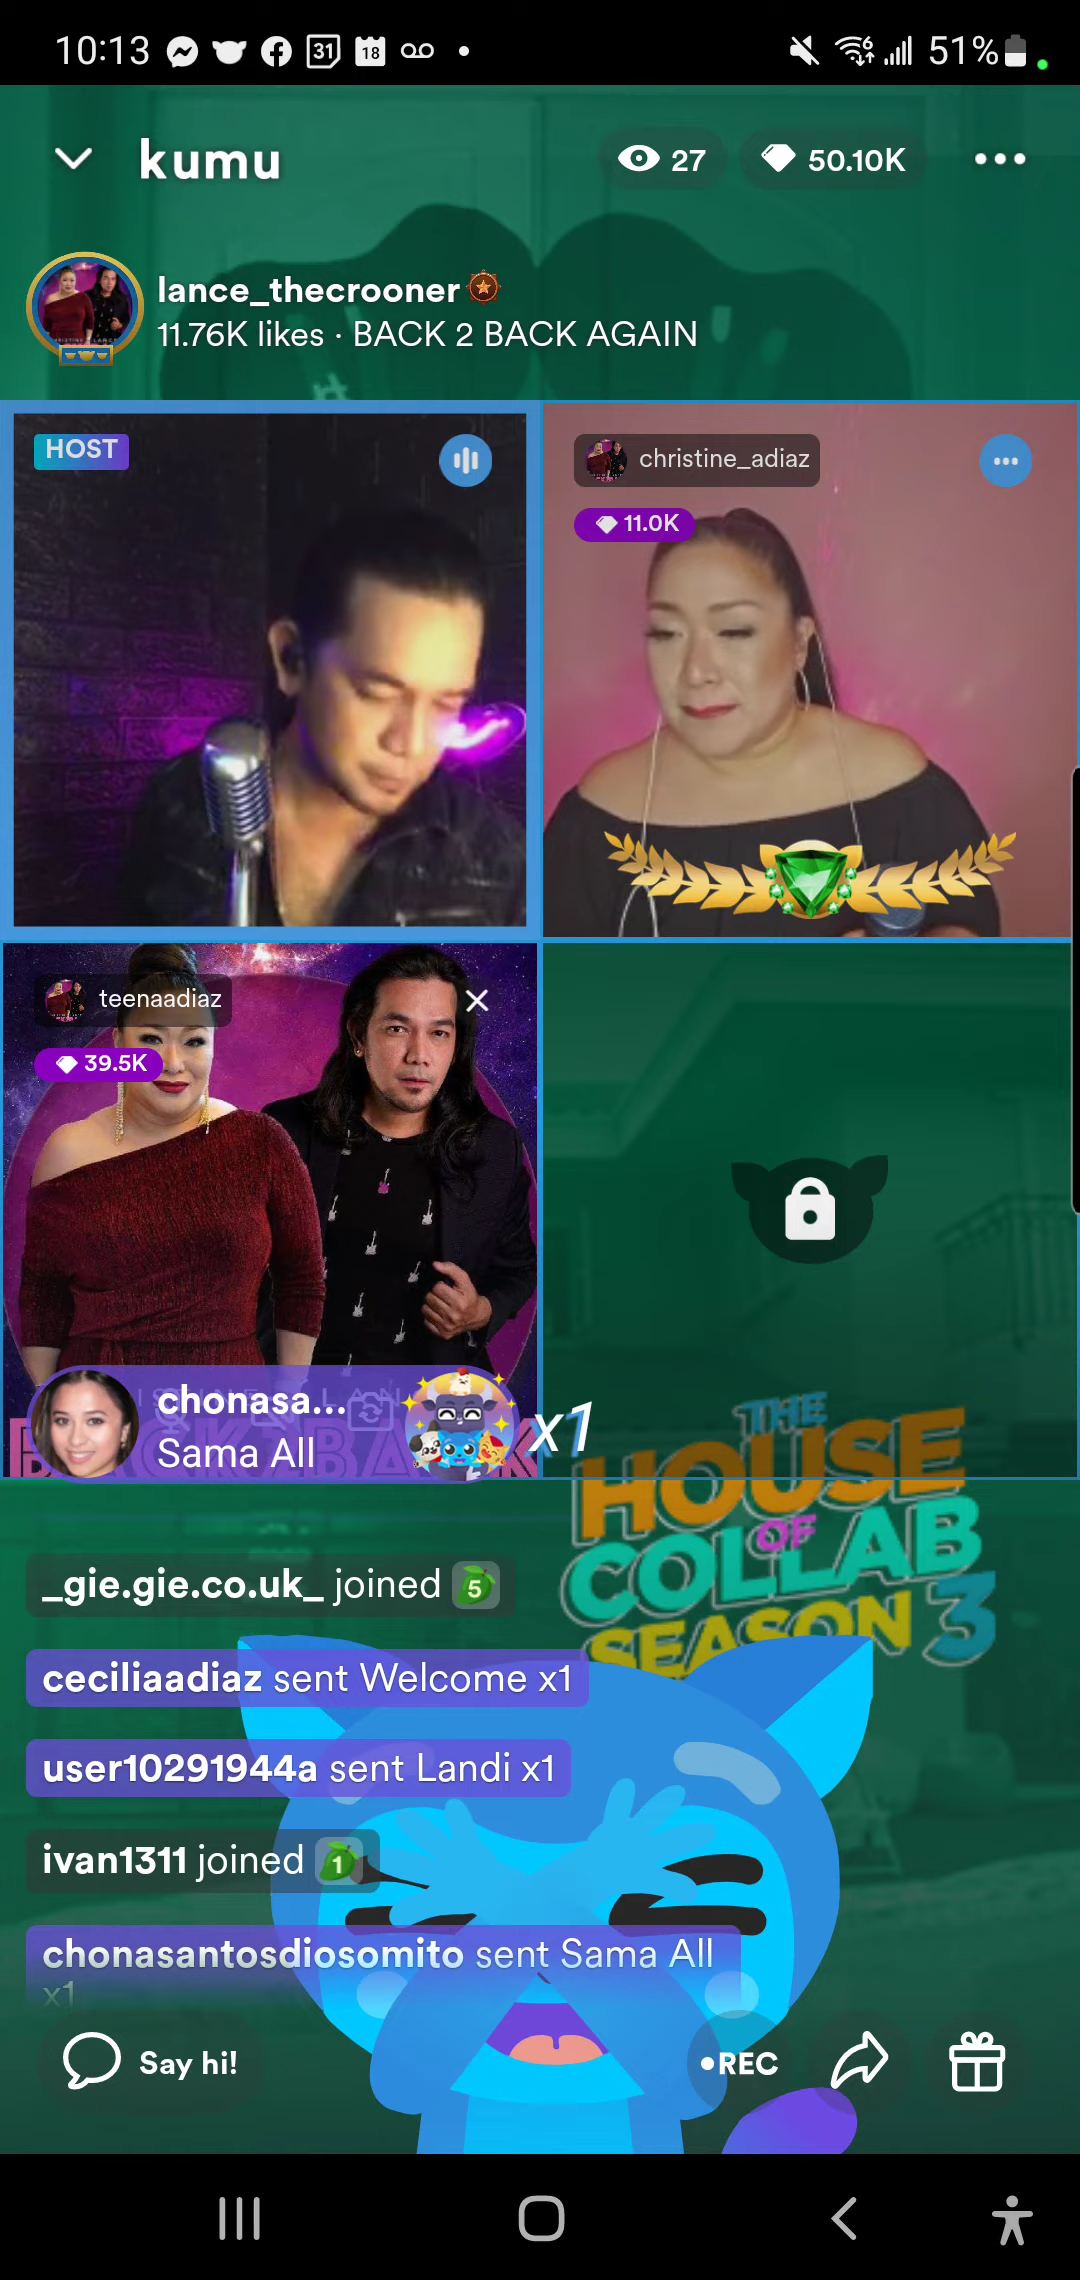 10:13
31
18
6
51%
kumu
27
50.10K
lance_thecrooner
11.76K likes · BACK 2 BACK AGAIN
HOST
christine_adiaz
11.0K
teenaadiaz
39.5K
chonasa...
Sama All
x1
THE
HOUSE
OF
COLLAB
SEASON 3
_gie.gie.co.uk_ joined 5
ceciliaadiaz sent Welcome x1
user10291944a sent Landi x1
ivan1311 joined 1
chonasantosdiosomito sent Sama All
x1
Say hi!
•REC